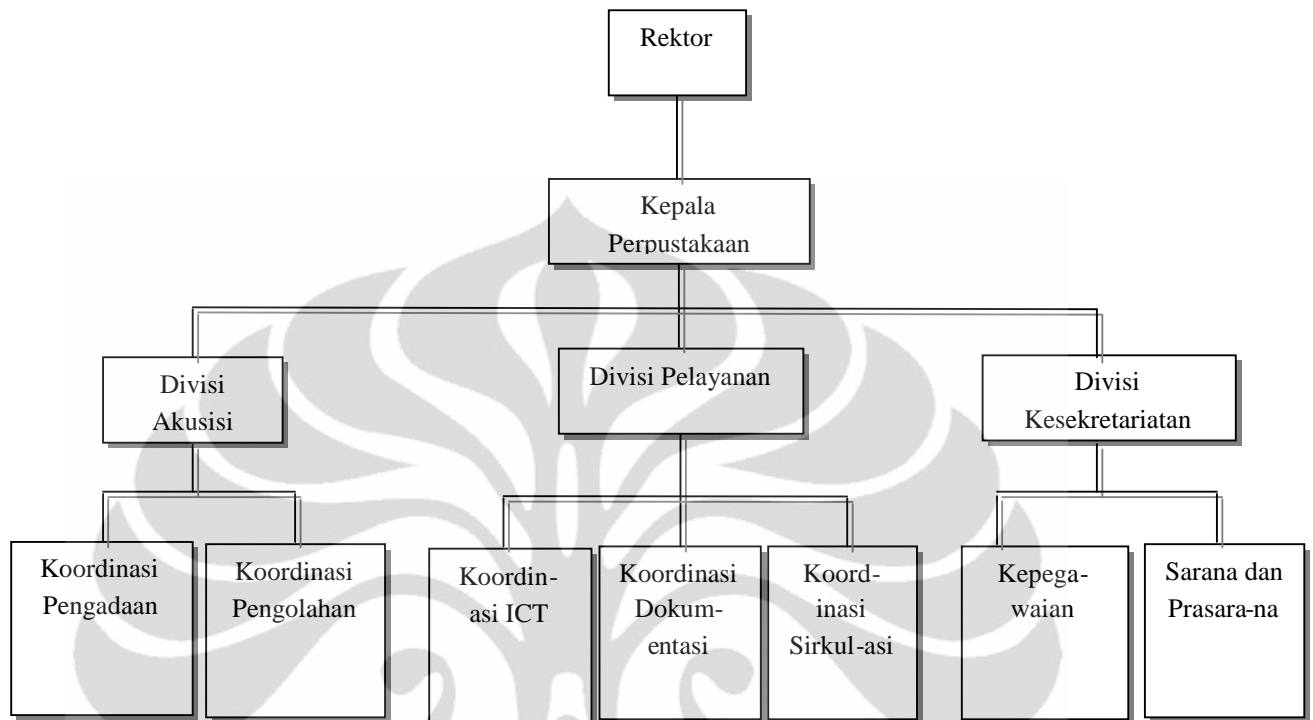 Rektor
Kepala
Perpustakaan
Divisi
Akusisi
Divisi Pelayanan
Divisi
Kesekretariatan
Koordinasi
Pengadaan
Koordinasi
Pengolahan
Koordin-
asi ICT
Koordinasi
Dokum-
entasi
Koord-
inasi
Sirkul-asi
Kepega-
waian
Sarana dan
Prasara-na